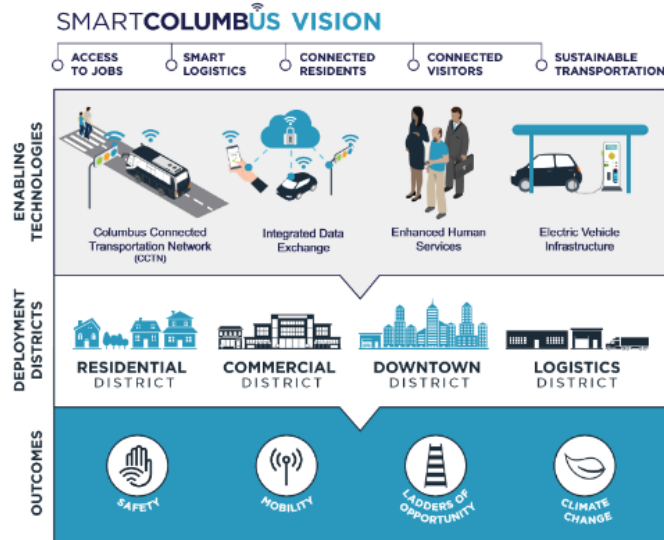 SMARTCOLUMBUS VISION
ACCESS
TO JOBS
SMART
LOGISTICS
CONNECTED
RESIDENTS
CONNECTED
VISITORS
SUSTAINABLE
TRANSPORTATION
ENABLING
TECHNOLOGIES
Columbus Connected
Transportation Network
(CCTN)
Integrated Data
Exchange
Enhanced Human
Services
Electric Vehicle
Infrastructure
DEPLOYMENT
DISTRICTS
RESIDENTIAL
DISTRICT
COMMERCIAL
DISTRICT
DOWNTOWN
DISTRICT
LOGISTICS
DISTRICT
OUTCOMES
SAFETY
MOBILITY
LADDERS OF
OPPORTUNITY
CLIMATE
CHANGE